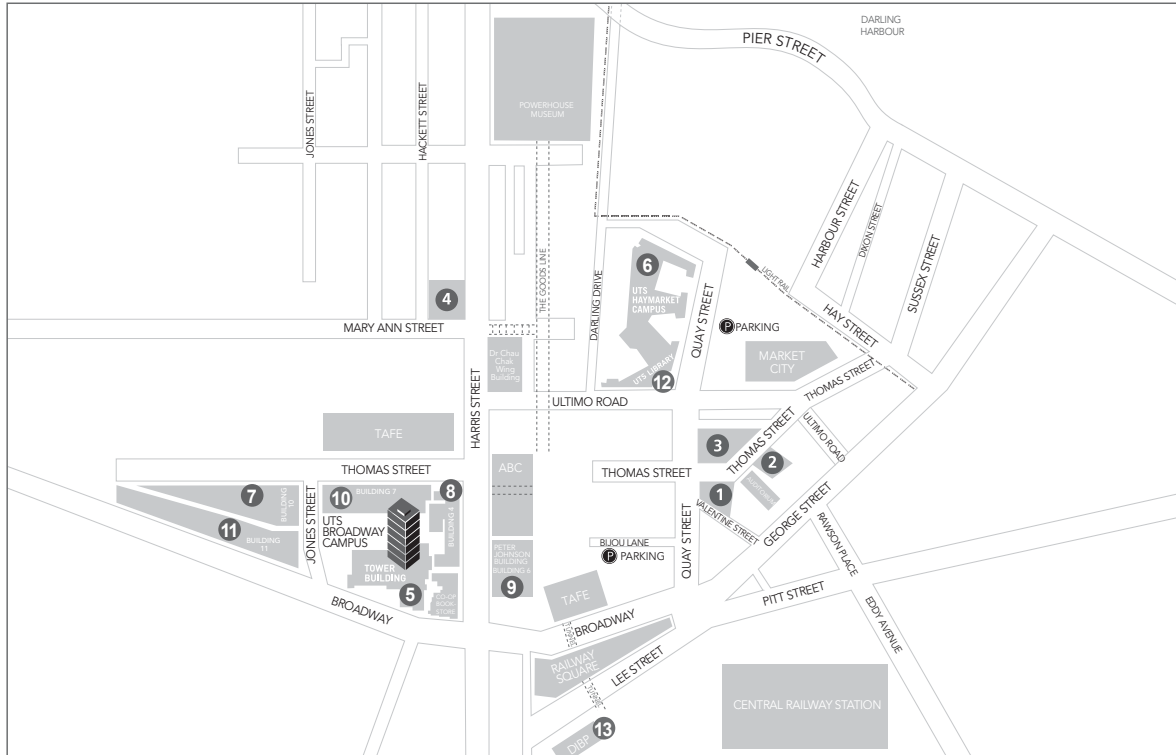 DARLING
HARBOUR
PIER STREET
JONES STREET
HACKETT STREET
POWERHOUSE
MUSEUM
HARBOUR STREET
DIXON STREET
SUSSEX STREET
THE GOODS LINE
DARLING DRIVE
6
UTS
HAYMARKET
CAMPUS
QUAY STREET
LIGHT RAIL
HAY STREET
4
MARY ANN STREET
P PARKING
Dr Chau
Chak
Wing
Building
UTS LIBRARY
12
MARKET
CITY
THOMAS STREET
HARRIS STREET
ULTIMO ROAD
TAFE
3
THOMAS STREET
ULTIMO ROAD
2
THOMAS STREET
ABC
THOMAS STREET
1
VALENTINE STREET
GEORGE STREET
7
BUILDING
10
10
BUILDING 7
8
BUILDING 4
11
BUILDING
11
JONES STREET
UTS
BROADWAY
CAMPUS
TOWER
BUILDING
5
CO-OP
BOOK
STORE
PETER
JOHNSON
BUILDING
BUILDING 6
9
BIJOU LANE
P PARKING
QUAY STREET
RAWSON PLACE
PITT STREET
EDDY AVENUE
TAFE
BROADWAY
BROADWAY
RAILWAY
SQUARE
LEE STREET
CENTRAL RAILWAY STATION
13
DIBP